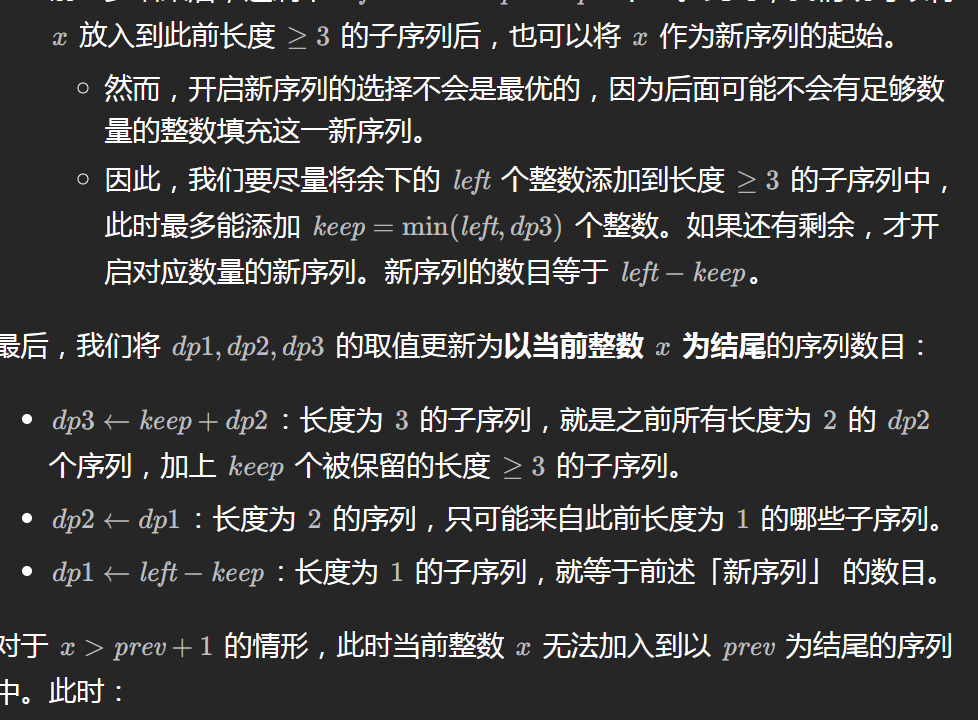 x 放入到此前长度 ≥ 3 的子序列后，也可以将 x 作为新序列的起始。
然而，开启新序列的选择不会是最优的，因为后面可能不会有足够数
量的整数填充这一新序列。
因此，我们要尽量将余下的 left 个整数添加到长度 ≥ 3 的子序列中，
此时最多能添加 keep = min(left, dp3) 个整数。如果还有剩余，才开
启对应数量的新序列。新序列的数目等于 left − keep。
最后，我们将 dp1, dp2, dp3 的取值更新为以当前整数 x 为结尾的序列数目：
dp3 ← keep + dp2：长度为 3 的子序列，就是之前所有长度为 2 的 dp2
个序列，加上 keep 个被保留的长度 ≥ 3 的子序列。
dp2 ← dp1：长度为 2 的序列，只可能来自此前长度为 1 的哪些子序列。
dp1 ← left − keep：长度为 1 的子序列，就等于前述「新序列」 的数目。
对于 x > prev + 1 的情形，此时当前整数 x 无法加入到以 prev 为结尾的序列
中。此时：